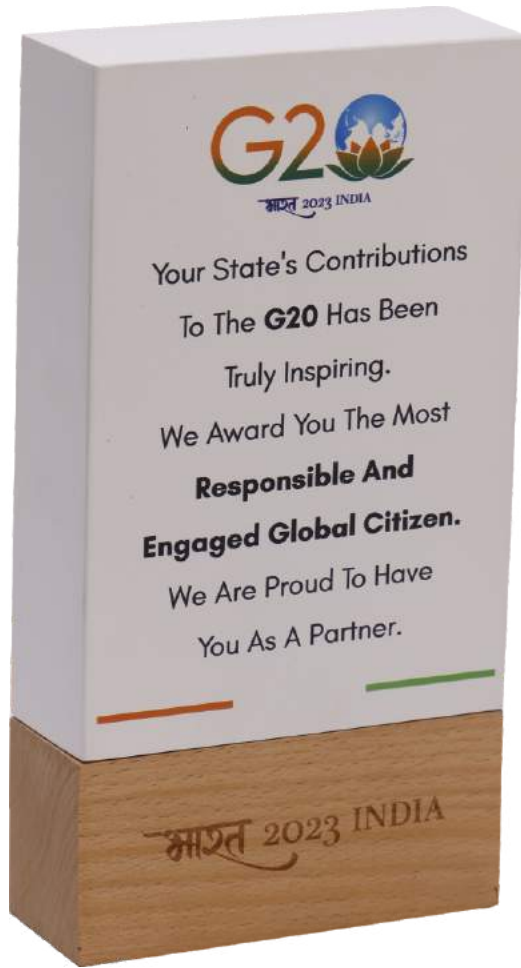 G20
भारत 2023 INDIA
Your State's Contributions
To The G20 Has Been
Truly Inspiring.
We Award You The Most
Responsible And
Engaged Global Citizen.
We Are Proud To Have
You As A Partner.
भारत 2023 INDIA